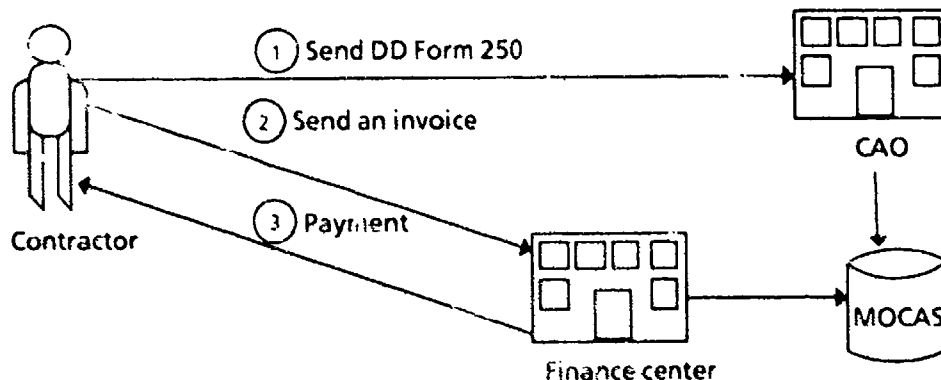 1 Send DD Form 250
2 Send an invoice
CAO
3 Payment
Contractor
MOCAS
Finance center